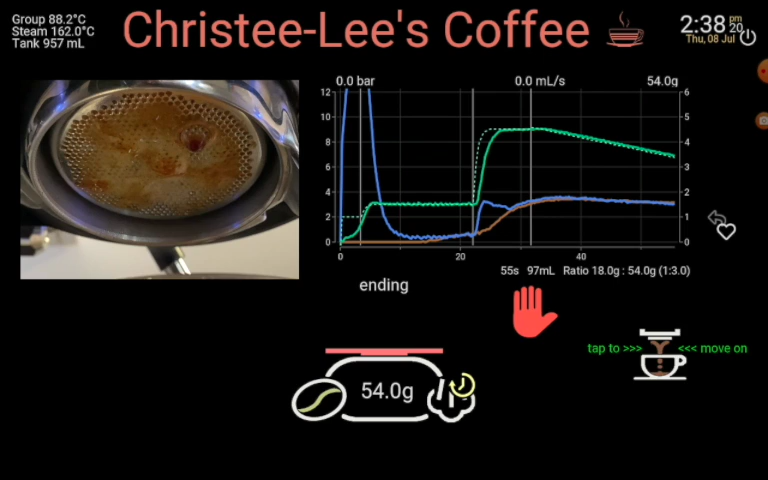 Group 88.2°C
Steam 162.0°C
Tank 957 mL
Christee-Lee's Coffee
2:38 pm 20
Thu, 08 Jul
0.0 bar
0.0 mL/s
54.0g
12
10
8
6
4
2
0
6
5
4
3
2
1
0
0
20
40
55s 97mL Ratio 18.0g : 54.0g (1:3.0)
ending
tap to >>>
<<< move on
54.0g